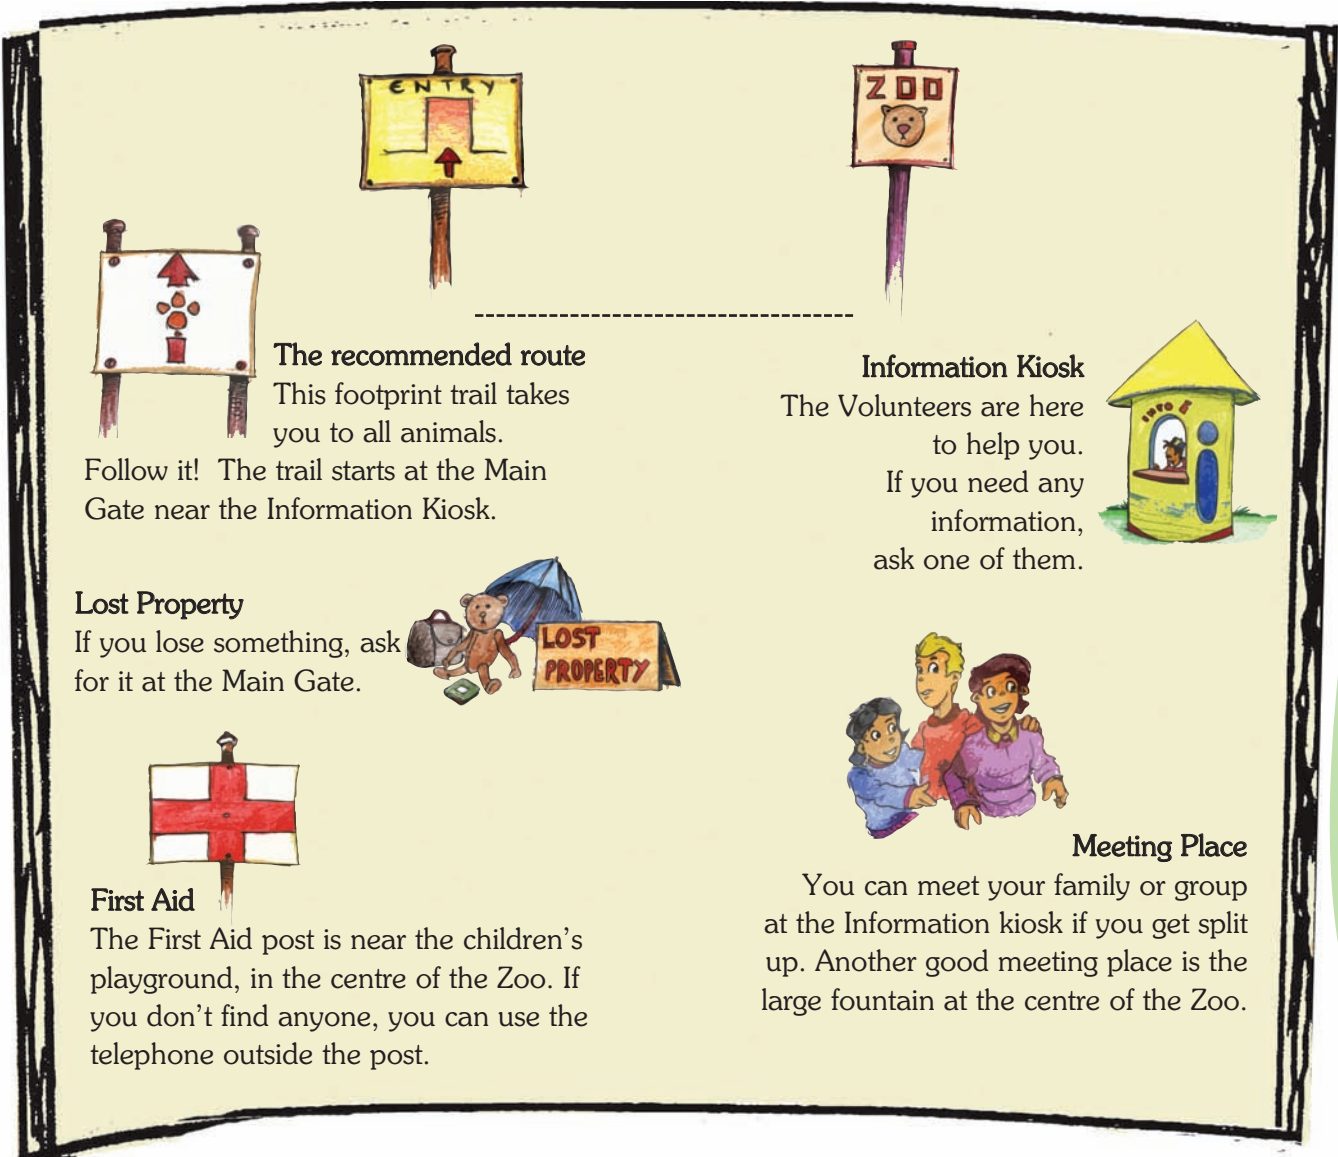 ENTRY
ZOO
-------------------------------------
The recommended route
This footprint trail takes
you to all animals.
Follow it! The trail starts at the Main
Gate near the Information Kiosk.
Information Kiosk
The Volunteers are here
to help you.
If you need any
information,
ask one of them.
INFO
i
Lost Property
If you lose something, ask
for it at the Main Gate.
LOST
PROPERTY
First Aid
The First Aid post is near the children's
playground, in the centre of the Zoo. If
you don't find anyone, you can use the
telephone outside the post.
Meeting Place
You can meet your family or group
at the Information kiosk if you get split
up. Another good meeting place is the
large fountain at the centre of the Zoo.